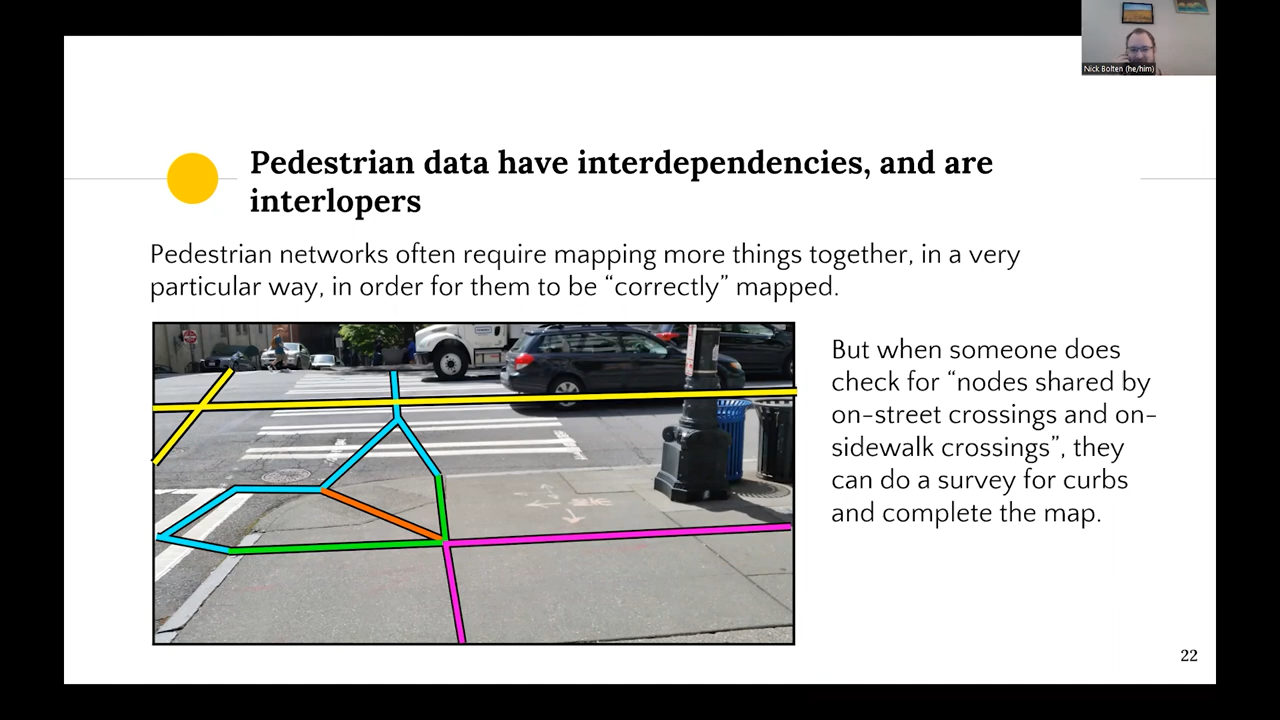 Nick Bolten (he/him)
Pedestrian data have interdependencies, and are
interlopers
Pedestrian networks often require mapping more things together, in a very
particular way, in order for them to be “correctly” mapped.
But when someone does
check for “nodes shared by
on-street crossings and on-
sidewalk crossings”, they
can do a survey for curbs
and complete the map.
22